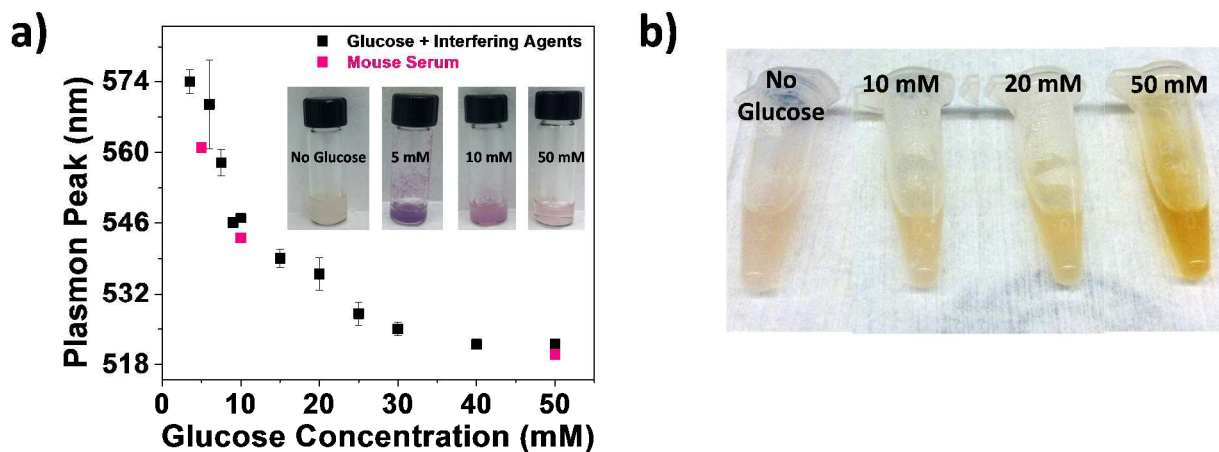 a)
Glucose + Interfering Agents
Mouse Serum
Plasmon Peak (nm)
574
560
546
532
518
No Glucose
5 mM
10 mM
50 mM
0
10
20
30
40
50
Glucose Concentration (mM)
b)
No
Glucose
10 mM
20 mM
50 mM